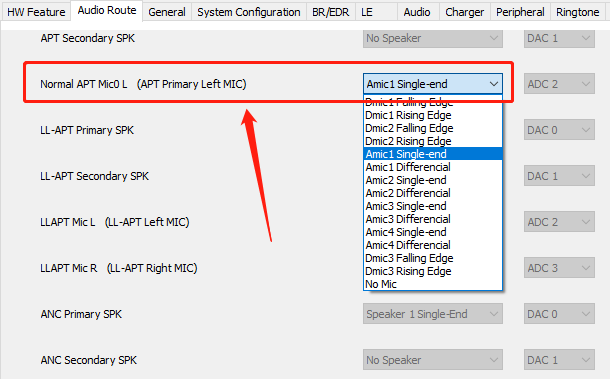 HW Feature Audio Route General System Configuration BR/EDR LE Audio Charger Peripheral Ringtone
APT Secondary SPK No Speaker DAC 1
Normal APT Mic0 L (APT Primary Left MIC) Amic1 Single-end ADC 2
Dmic1 Falling Edge
Dmic1 Rising Edge
LL-APT Primary SPK Dmic2 Falling Edge DAC 0
Dmic2 Rising Edge
Amic1 Single-end
Amic1 Differencial
LL-APT Secondary SPK Amic2 Single-end DAC 1
Amic2 Differencial
Amic3 Single-end
LLAPT Mic L (LL-APT Left MIC) Amic3 Differencial ADC 2
Amic4 Single-end
Amic4 Differencial
Dmic3 Falling Edge
LLAPT Mic R (LL-APT Right MIC) Dmic3 Rising Edge ADC 3
No Mic
ANC Primary SPK Speaker 1 Single-End DAC 0
ANC Secondary SPK No Speaker DAC 1